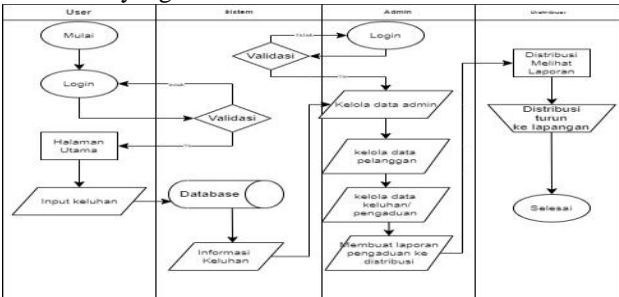 User
Sistem
Admin
Distribusi
Mulai
Login
Validasi
Halaman
Utama
Input keluhan
Database
Informasi
Keluhan
Login
Validasi
Kelola data admin
kelola data
pelanggan
kelola data
keluhan/
pengaduan
Membuat laporan
pengaduan ke
distribusi
Distribusi
Melihat
Laporan
Distribusi
turun
ke lapangan
Selesai